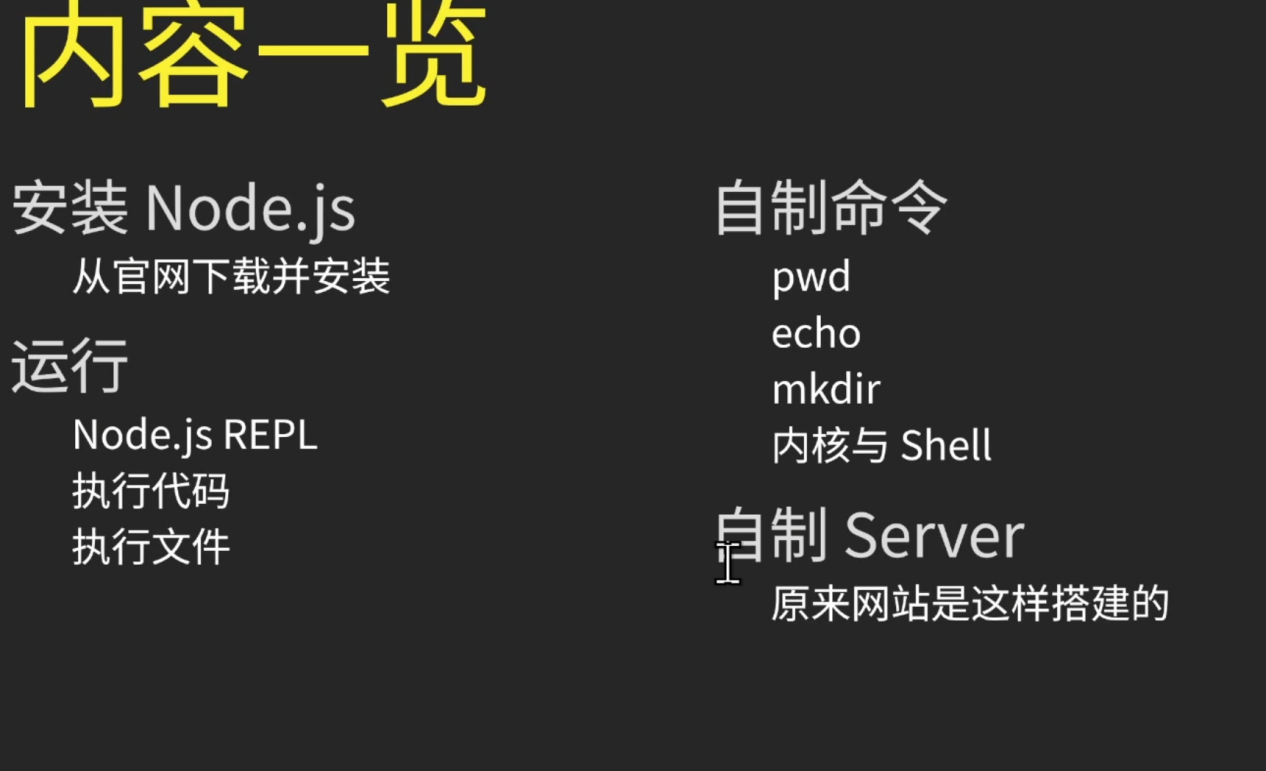 内容一览
安装 Node.js
从官网下载并安装
运行
Node.js REPL
执行代码
执行文件
自制命令
pwd
echo
mkdir
内核与 Shell
自制 Server
原来网站是这样搭建的